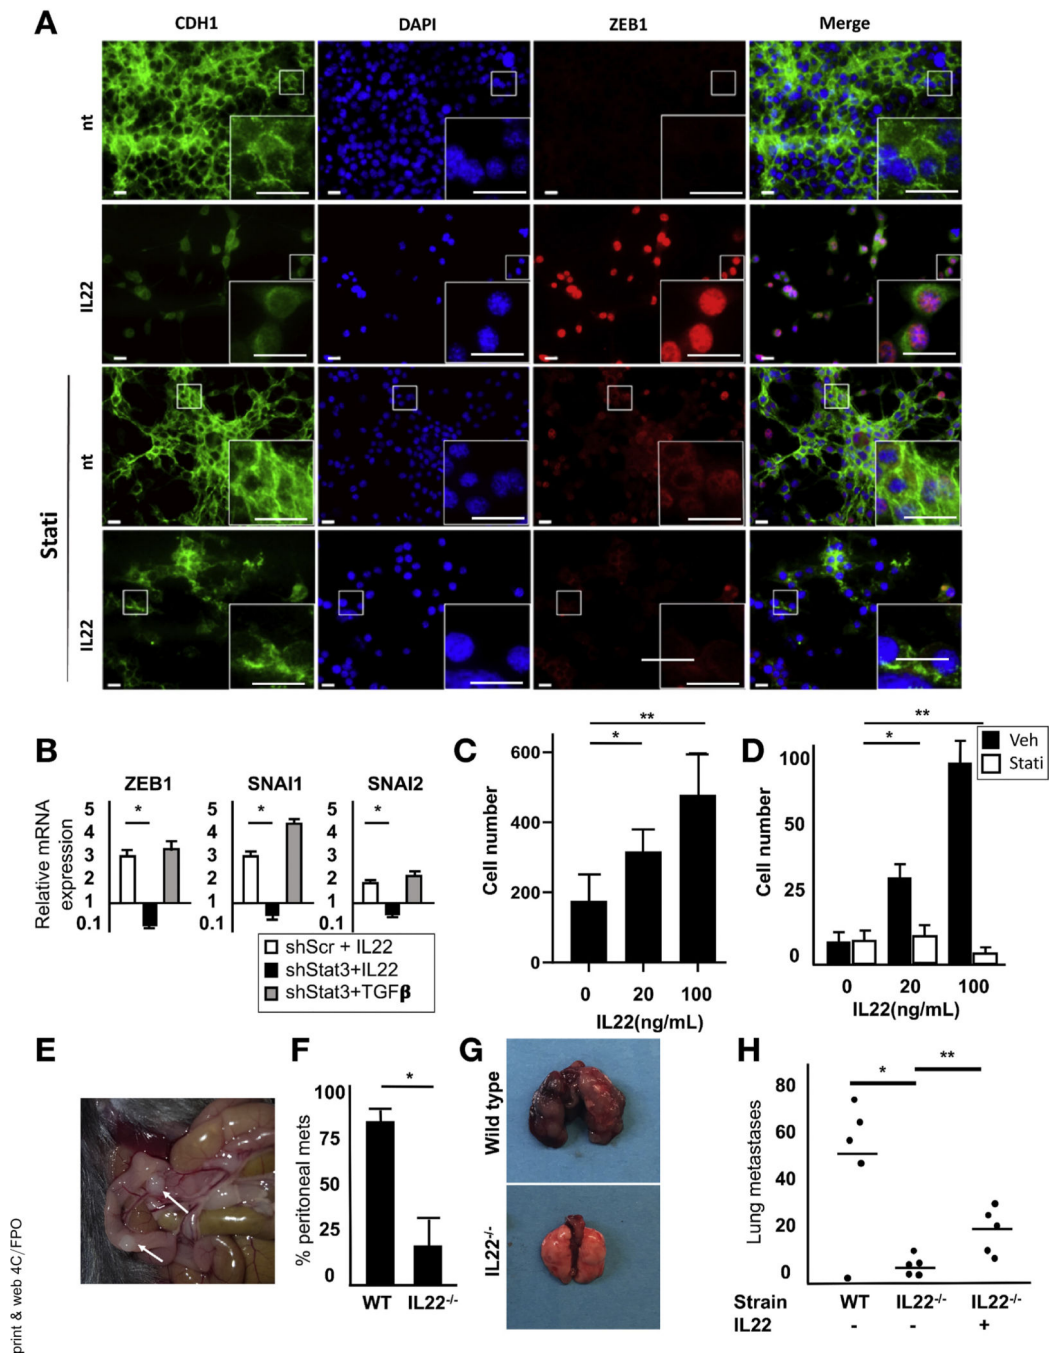 A
CDH1
DAPI
ZEB1
Merge
nt
IL22
nt
IL22
Stati
B
ZEB1
SNAI1
SNAI2
Relative mRNA
expression
5
4
3
2
1
0.1
*
5
4
3
2
1
0.1
*
5
4
3
2
1
0.1
*
shScr + IL22
shStat3+IL22
shStat3+TGFβ
C
Cell number
600
400
200
0
**
*
0
20
100
IL22(ng/mL)
D
Cell number
100
50
25
0
**
*
Veh
Stati
0
20
100
IL22(ng/mL)
E
F
% peritoneal mets
100
75
50
25
0
*
WT
IL22-/-
G
Wild type
IL22-/-
H
Lung metastases
80
60
40
20
0
*
**
Strain WT IL22-/- IL22-/-
IL22 - - +
print & web 4C/FPO